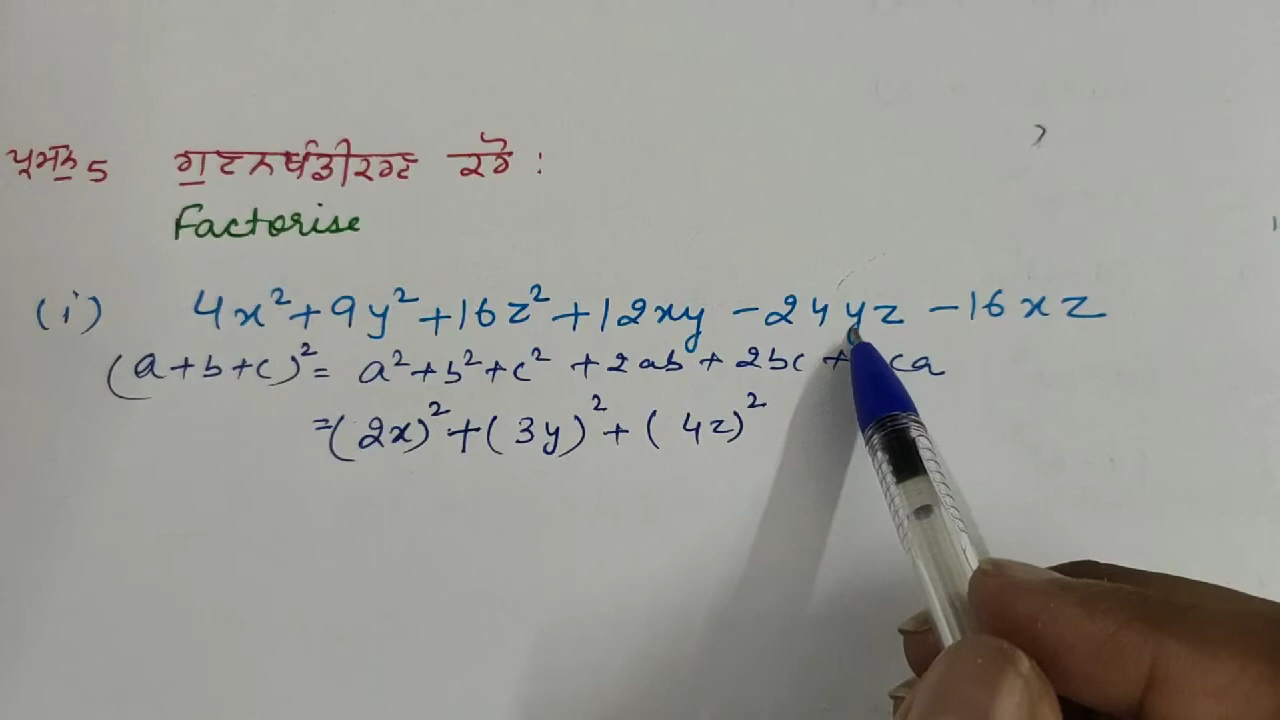 ਪ੍ਰਸ਼ਨ 5 ਗੁਣਨਖੰਡੀਕਰਣ ਕਰੋ :
Factorise
(i) 4x² + 9y² + 16z² + 12xy - 24yz - 16xz
(a+b+c)² = a² + b² + c² + 2ab + 2bc + ca
= (2x)² + (3y)² + (4z)²